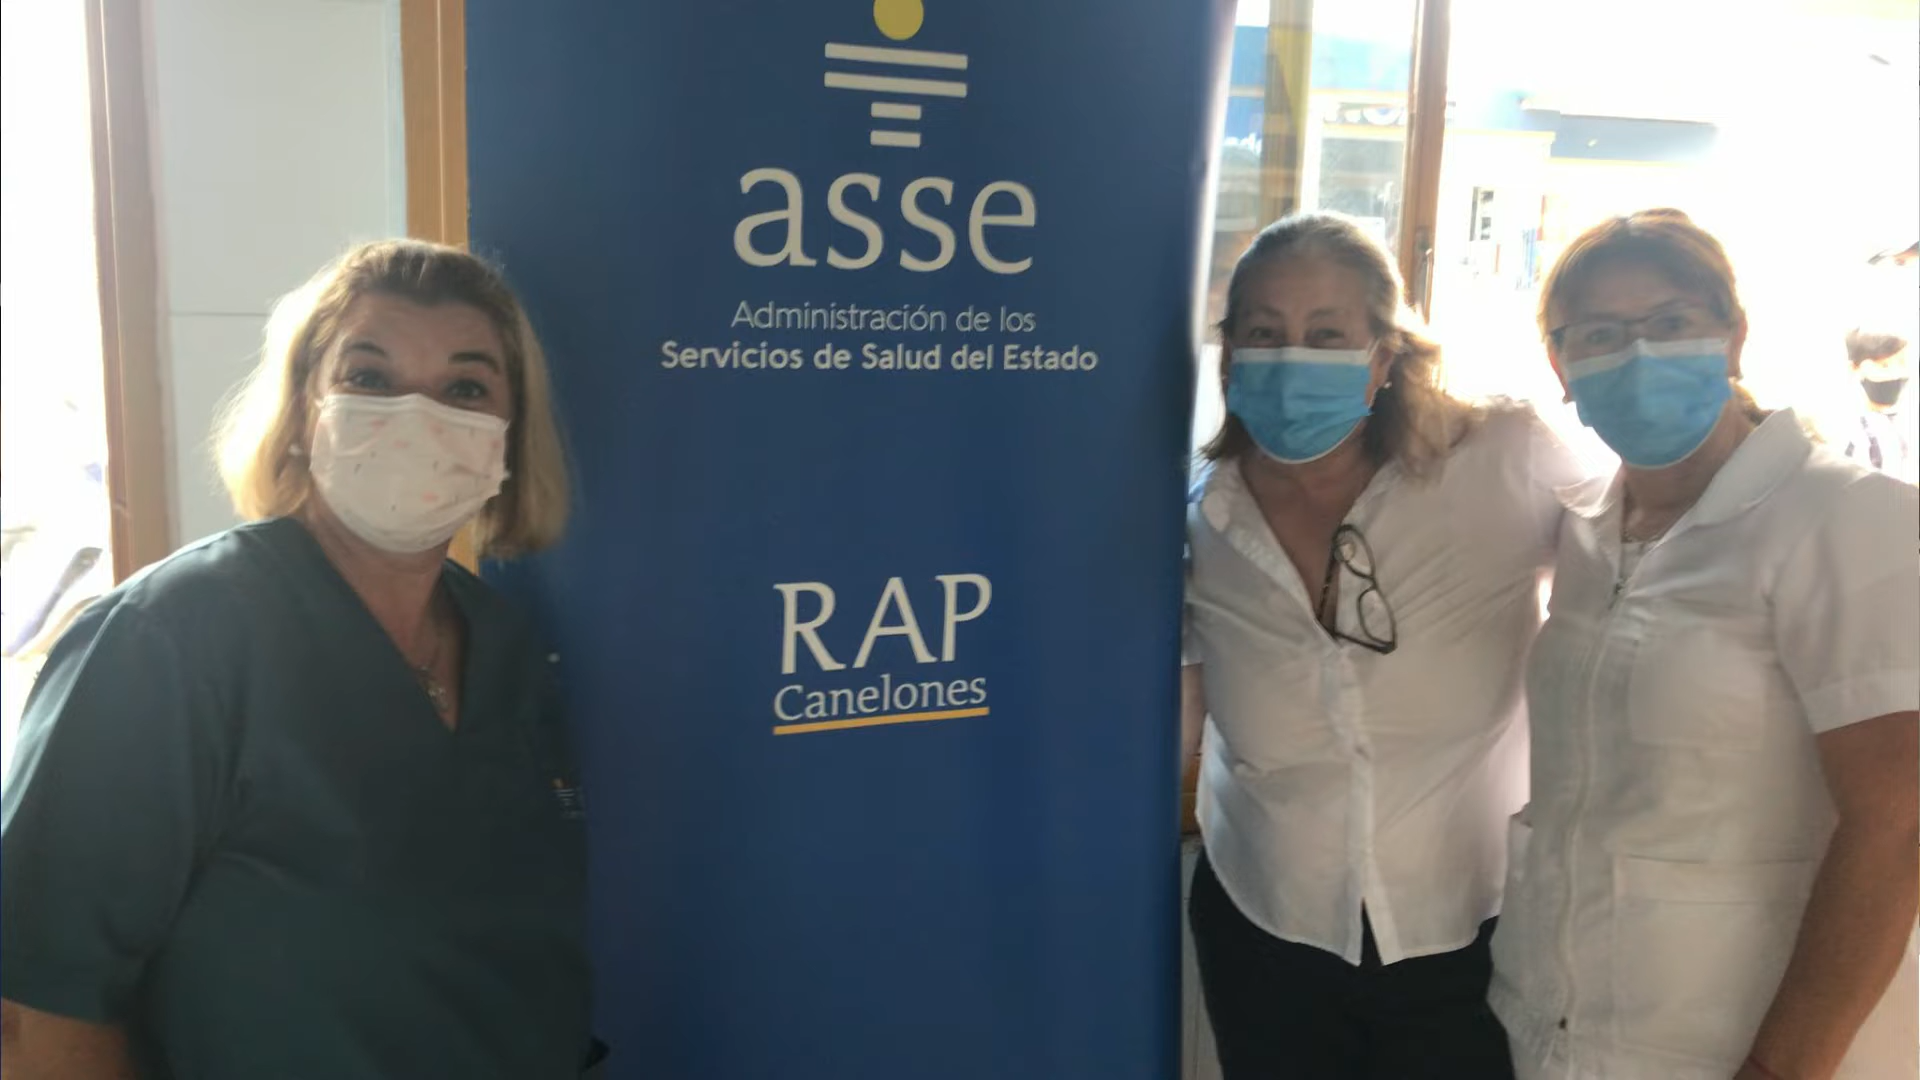 asse
Administración de los
Servicios de Salud del Estado
RAP
Canelones